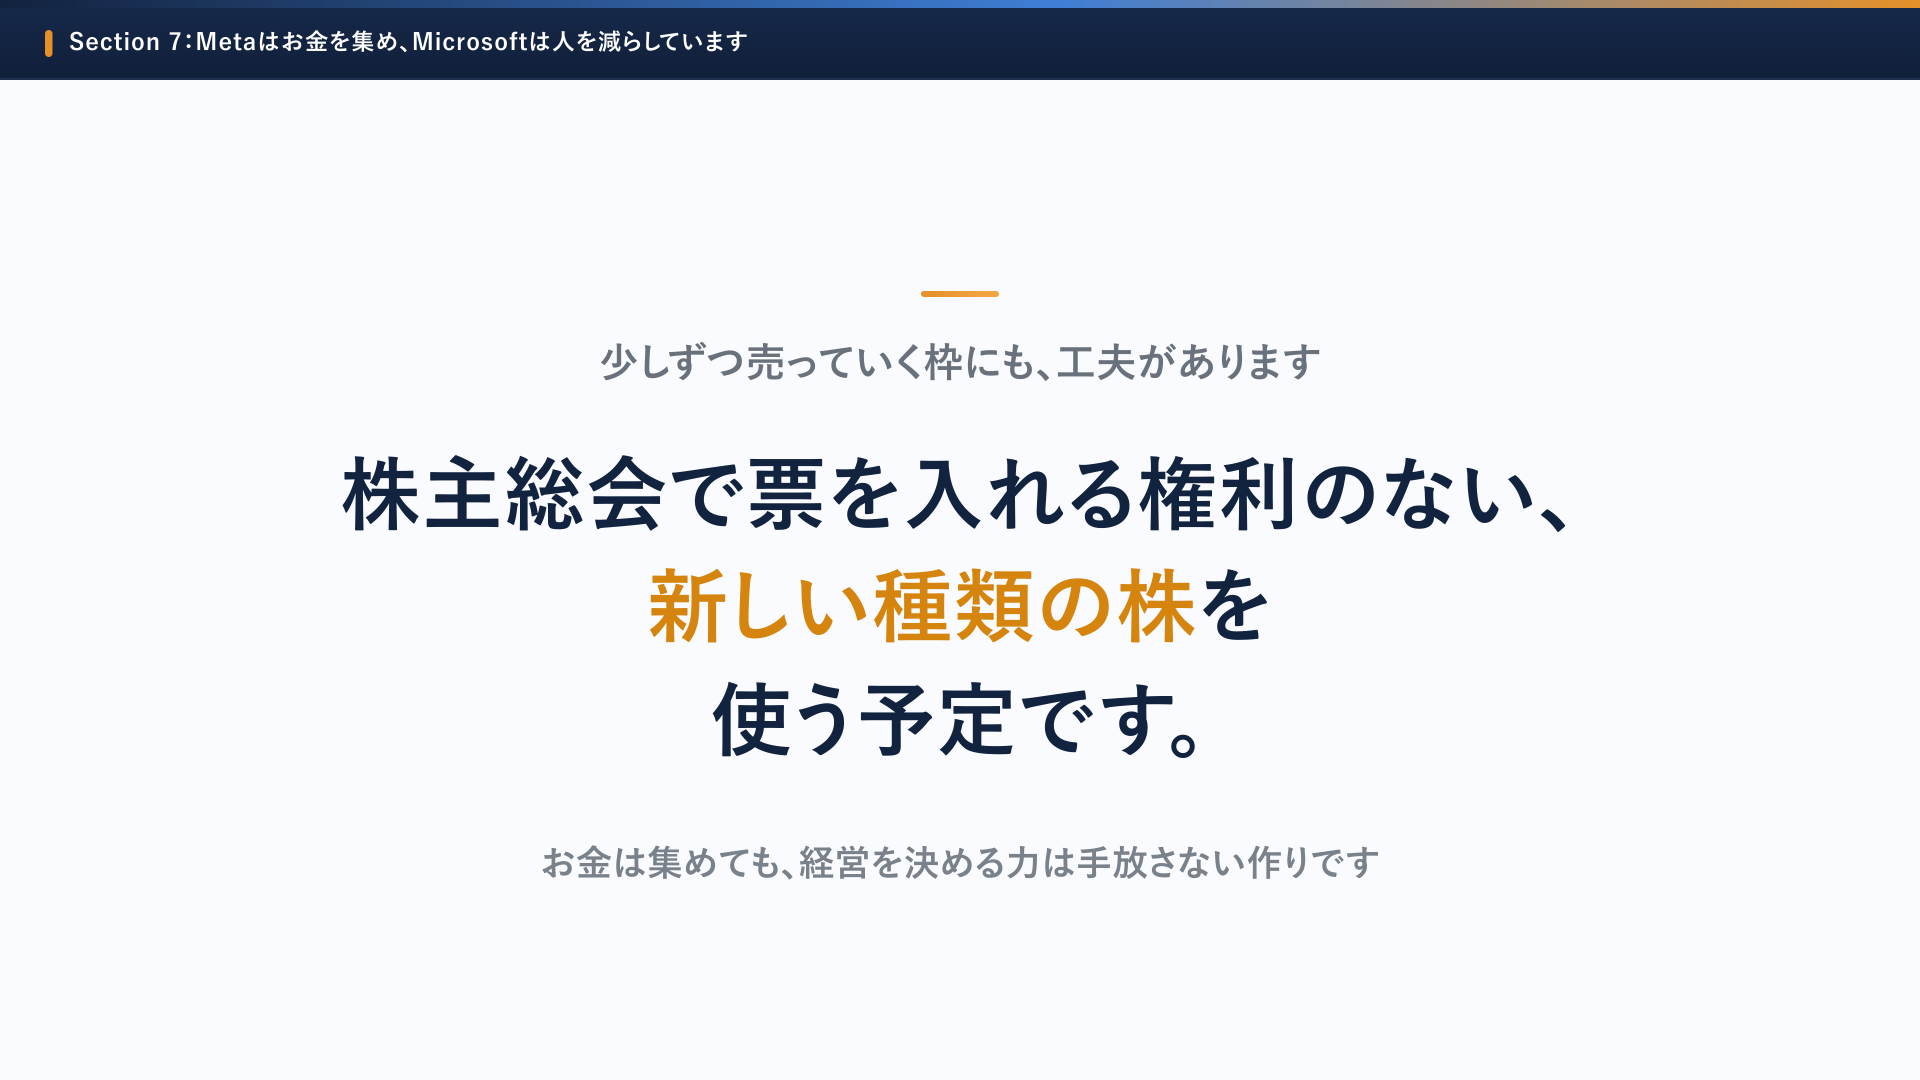 Section 7：Metaはお金を集め、Microsoftは人を減らしています
少しずつ売っていく枠にも、工夫があります
株主総会で票を入れる権利のない、
新しい種類の株を
使う予定です。
お金は集めても、経営を決める力は手放さない作りです